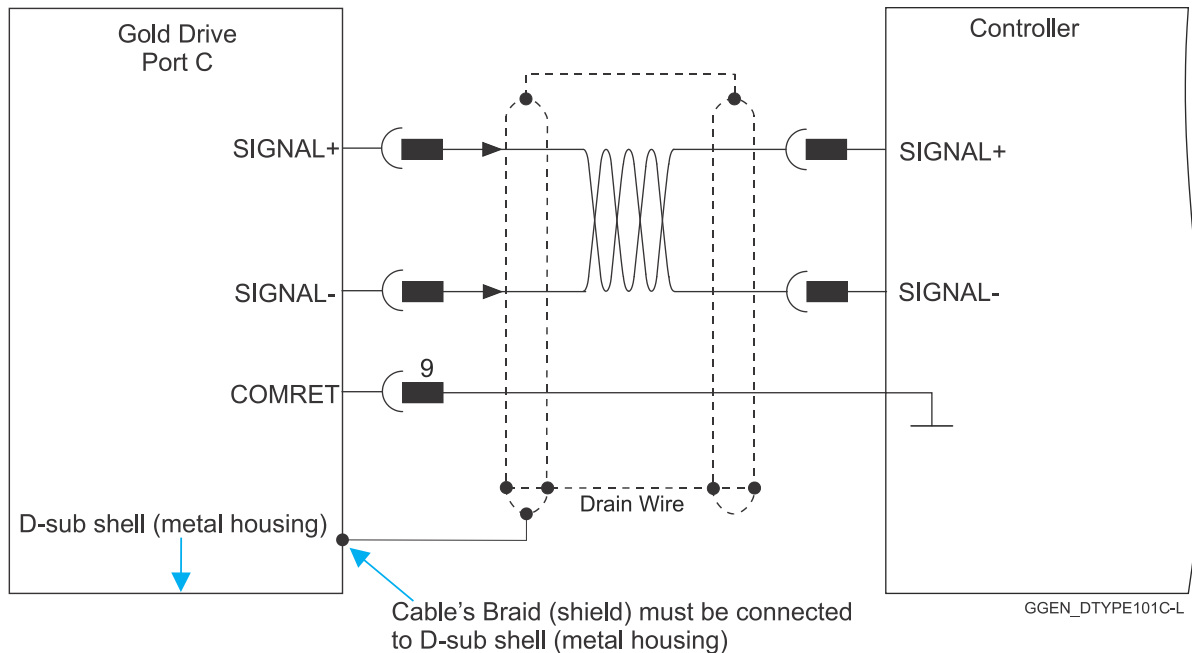 Gold Drive
Port C
Controller
SIGNAL+
SIGNAL+
SIGNAL-
SIGNAL-
9
COMRET
Drain Wire
D-sub shell (metal housing)
Cable's Braid (shield) must be connected
to D-sub shell (metal housing)
GGEN_DTYPE101C-L